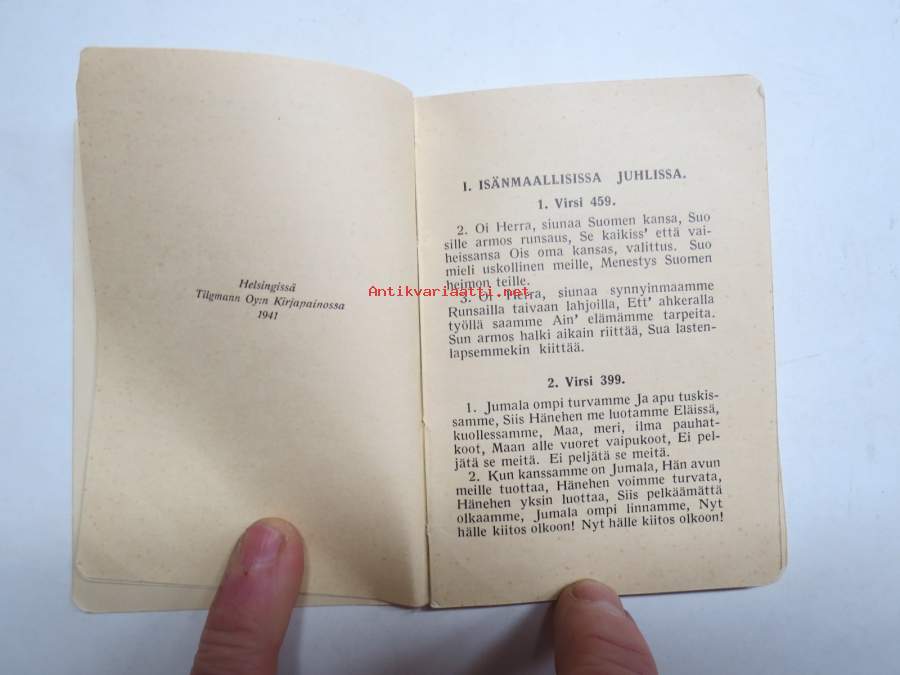 Helsingissä
Tilgmann Oy:n Kirjapainossa
1941
I. ISÄNMAALLISISSA JUHLISSA.
1. Virsi 459.
2. Oi Herra, siunaa Suomen kansa, Suo
sille armos runsaus, Se kaikiss' että vai-
heissansa Ois oma kansas, valittus. Suo
mieli uskollinen meille, Menestys Suomen
heimon teille.
Antikvariaatti.net
3. Oi Herra, siunaa synnyinmaamme
Runsailla taivaan lahjoilla, Ett' ahkeralla
työllä saamme Ain' elämämme tarpeita.
Sun armos halki aikain riittää, Sua lasten-
lapsemmekin kiittää.
2. Virsi 399.
1. Jumala ompi turvamme Ja apu tuskis-
samme, Siis Hänehen me luotamme Eläissä,
kuollessamme, Maa, meri, ilma pauhat-
koot, Maan alle vuoret vaipukoot, Ei pel-
jätä se meitä. Ei peljätä se meitä.
2. Kun kanssamme on Jumala, Hän avun
meille tuottaa, Hänehen voimme turvata,
Hänehen yksin luottaa, Siis pelkäämättä
olkaamme, Jumala ompi linnamme, Nyt
hälle kiitos olkoon! Nyt hälle kiitos olkoon!